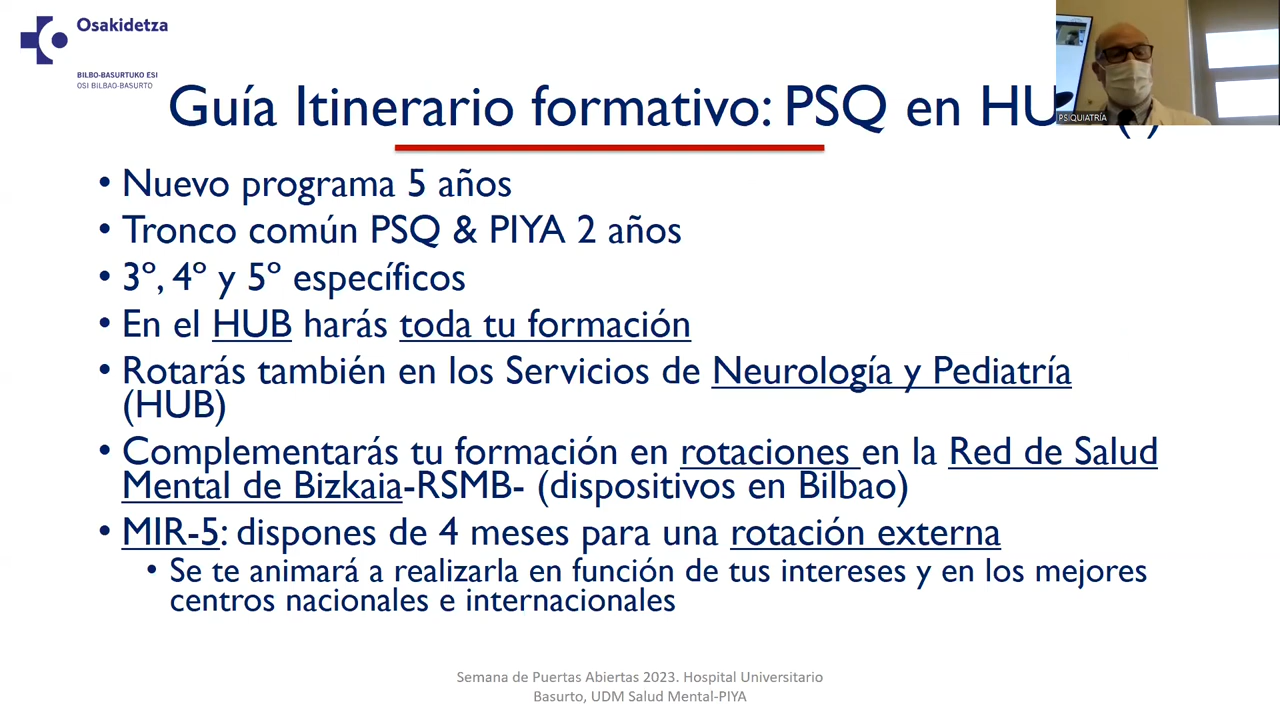 Osakidetza
BILBO-BASURTUKO ESI
OSI BILBAO-BASURTO
Guía Itinerario formativo: PSQ en
PSIQUIATRÍA
• Nuevo programa 5 años
• Tronco común PSQ & PIYA 2 años
• 3º, 4º y 5º específicos
• En el HUB harás toda tu formación
• Rotarás también en los Servicios de Neurología y Pediatría
(HUB)
• Complementarás tu formación en rotaciones en la Red de Salud
Mental de Bizkaia-RSMB- (dispositivos en Bilbao)
• MIR-5: dispones de 4 meses para una rotación externa
• Se te animará a realizarla en función de tus intereses y en los mejores
centros nacionales e internacionales
Semana de Puertas Abiertas 2023. Hospital Universitario
Basurto, UDM Salud Mental-PIYA